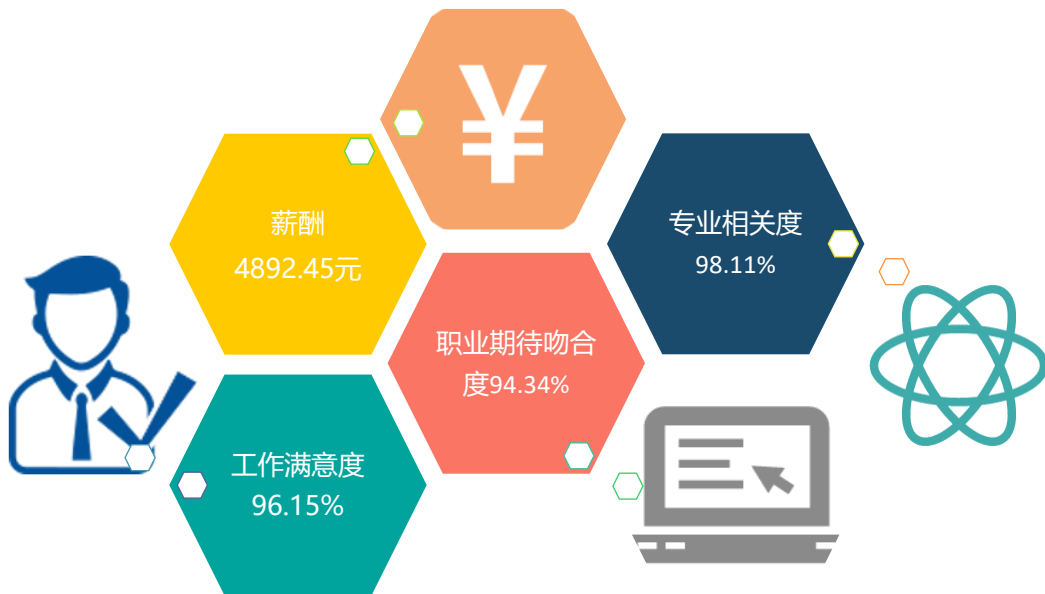 ¥
薪酬
4892.45元
专业相关度
98.11%
职业期待吻合
度94.34%
工作满意度
96.15%